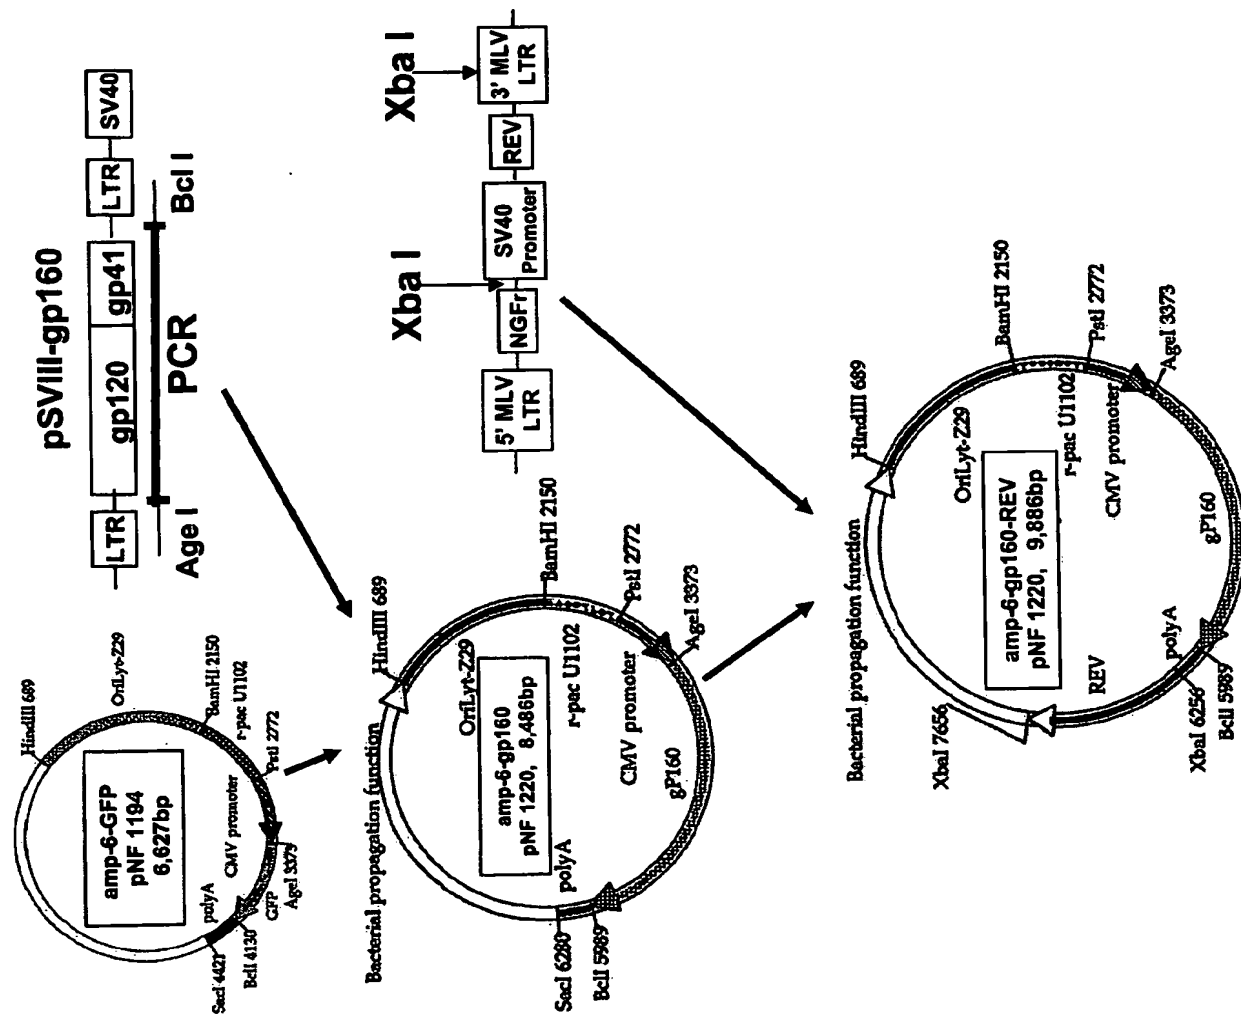 pSVIII-gp160
LTR
gp120
gp41
LTR
SV40
Age I
PCR
Bcl I
Xba I
Xba I
5' MLV
LTR
NGFr
SV40
Promoter
REV
3' MLV
LTR
amp-6-GFP
pNF 1194
6,627bp
HindIII 689
OriLyt-Z29
BamHI 2150
r-pac U1102
PstI 2772
CMV promoter
AgeI 3373
GFP
BclI 4130
SacI 4421
polyA
amp-6-gp160
pNF 1220, 8,486bp
Bacterial propagation function
HindIII 689
OriLyt-Z29
BamHI 2150
r-pac U1102
PstI 2772
CMV promoter
AgeI 3373
gP160
polyA
BclI 5989
SacI 6280
amp-6-gp160-REV
pNF 1220, 9,886bp
Bacterial propagation function
HindIII 689
OriLyt-Z29
BamHI 2150
r-pac U1102
PstI 2772
CMV promoter
AgeI 3373
gP160
polyA
BclI 5989
XbaI 6256
REV
XbaI 7656